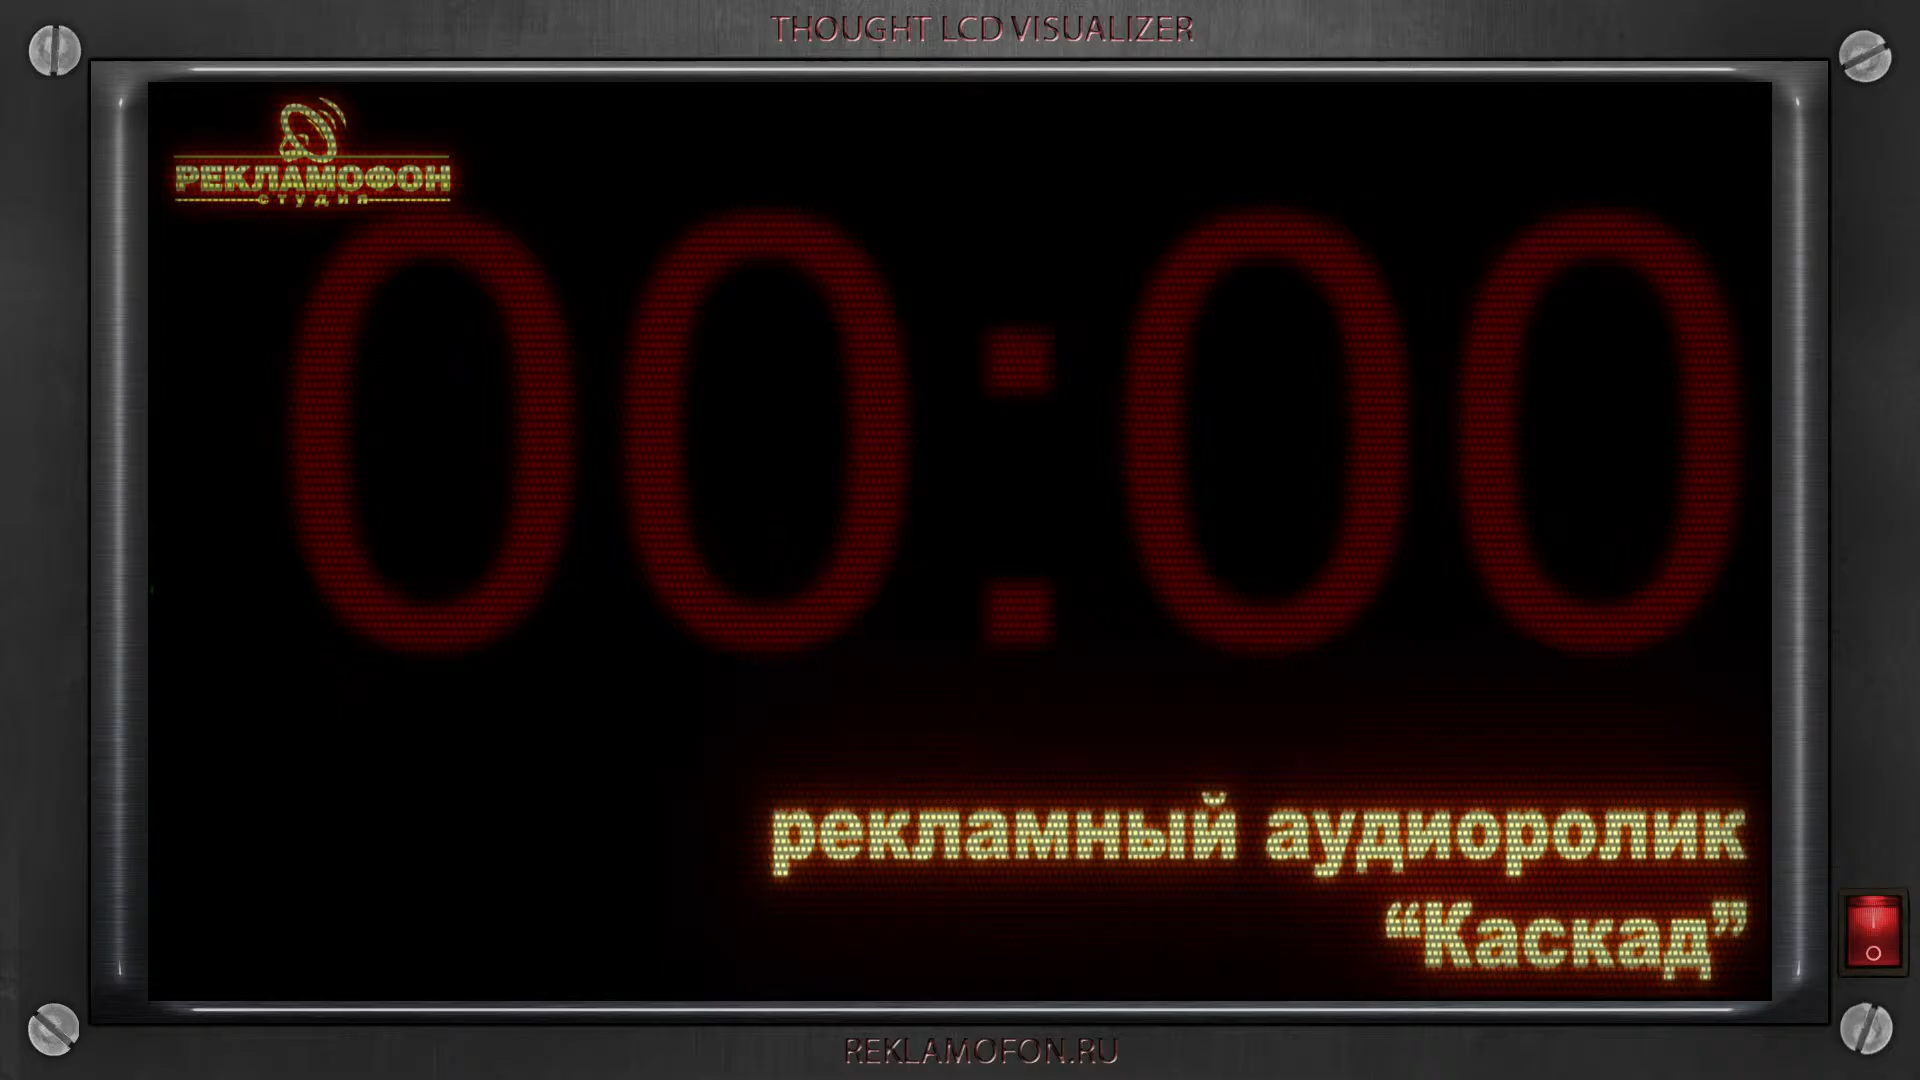 THOUGHT LCD VISUALIZER
РЕКЛАМОФОН
студия
00:00
рекламный аудиоролик
“Каскад”
REKLAMOFON.RU